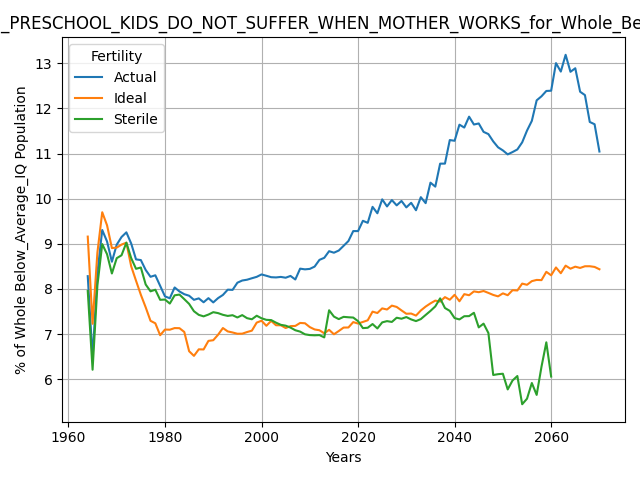 _PRESCHOOL_KIDS_DO_NOT_SUFFER_WHEN_MOTHER_WORKS_for_Whole_Be
Fertility
Actual
Ideal
Sterile
% of Whole Below_Average_IQ Population
13
12
11
10
9
8
7
6
1960
1980
2000
2020
2040
2060
Years